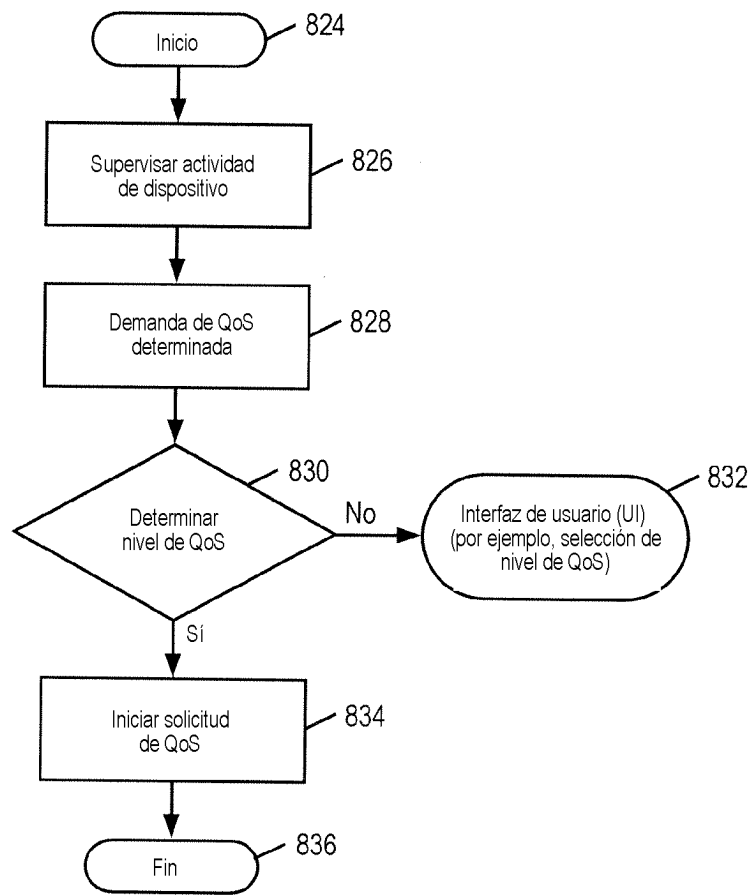 Inicio
824
Supervisar actividad
de dispositivo
826
Demanda de QoS
determinada
828
830
Determinar
nivel de QoS
No
832
Interfaz de usuario (UI)
(por ejemplo, selección de
nivel de QoS)
Sí
Iniciar solicitud
de QoS
834
Fin
836